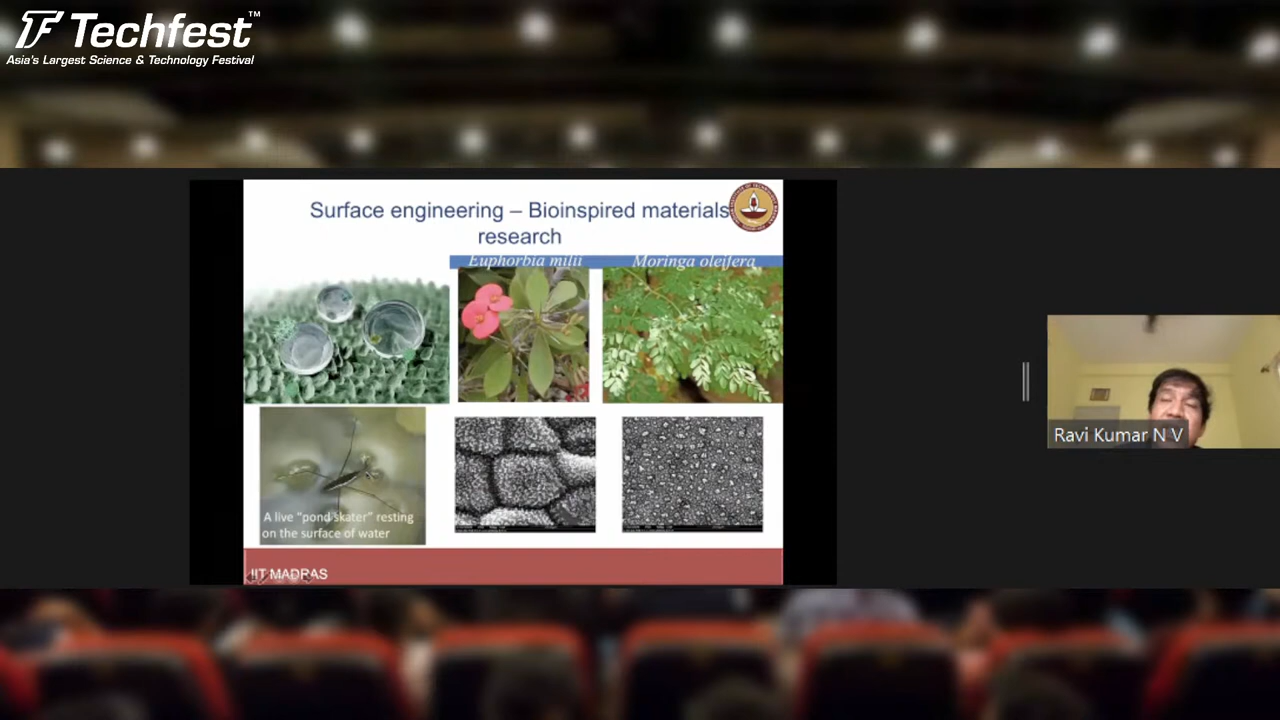 Techfest™
Asia's Largest Science & Technology Festival
Surface engineering – Bioinspired materials
research
Euphorbia milii
Moringa oleifera
A live "pond skater" resting
on the surface of water
IIT MADRAS
Ravi Kumar N V